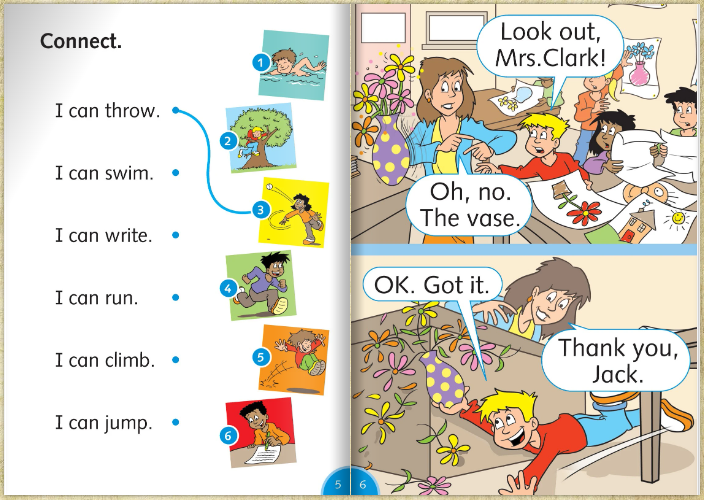 Connect.
1
I can throw.
2
I can swim.
3
I can write.
4
I can run.
5
I can climb.
6
I can jump.
5
Look out,
Mrs.Clark!
Oh, no.
The vase.
OK. Got it.
Thank you,
Jack.
6